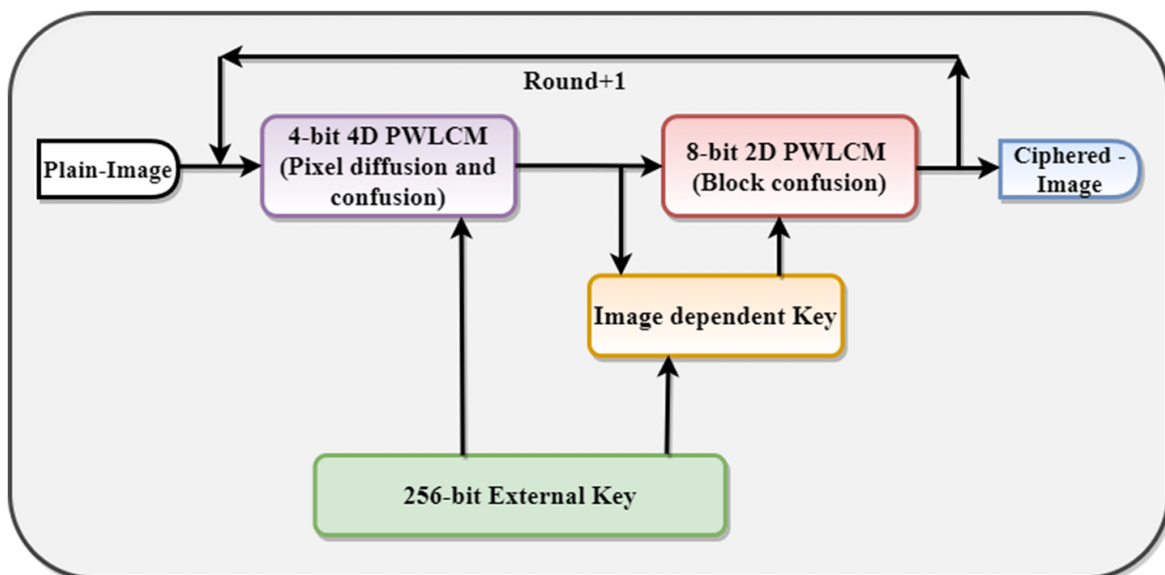 Round+1
Plain-Image
4-bit 4D PWLCM
(Pixel diffusion and
confusion)
8-bit 2D PWLCM
(Block confusion)
Ciphered -
Image
Image dependent Key
256-bit External Key